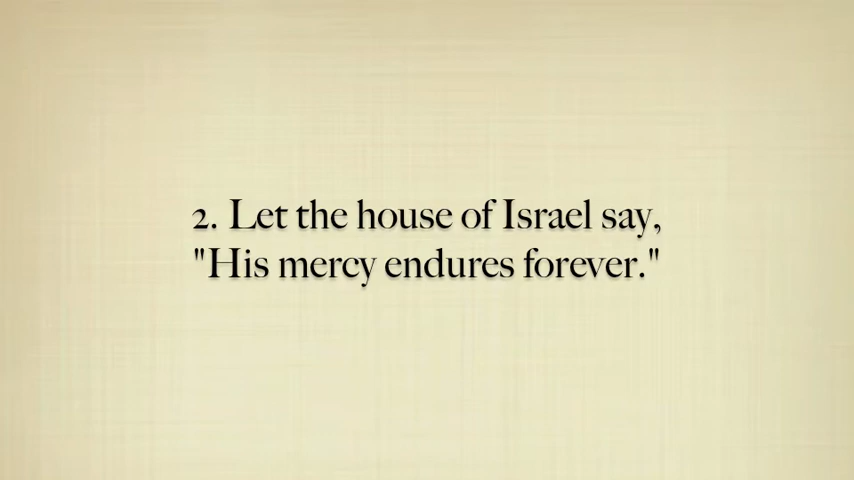 2. Let the house of Israel say,
"His mercy endures forever."